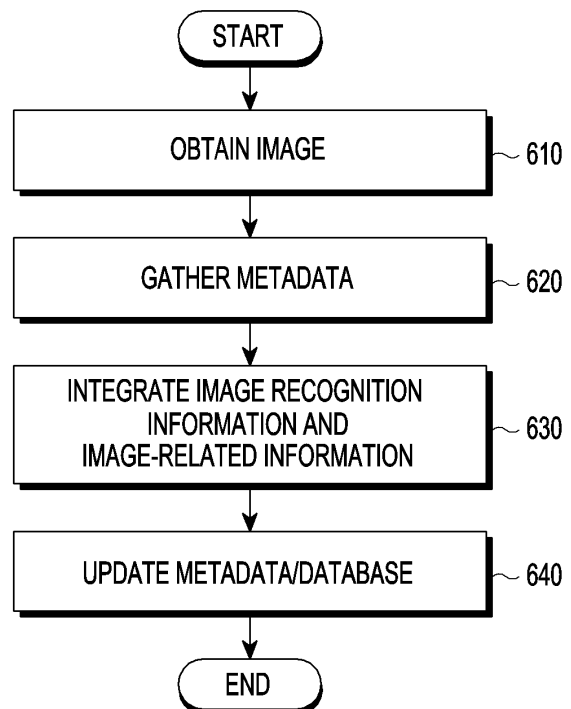 START
OBTAIN IMAGE
610
GATHER METADATA
620
INTEGRATE IMAGE RECOGNITION
INFORMATION AND
IMAGE-RELATED INFORMATION
630
UPDATE METADATA/DATABASE
640
END